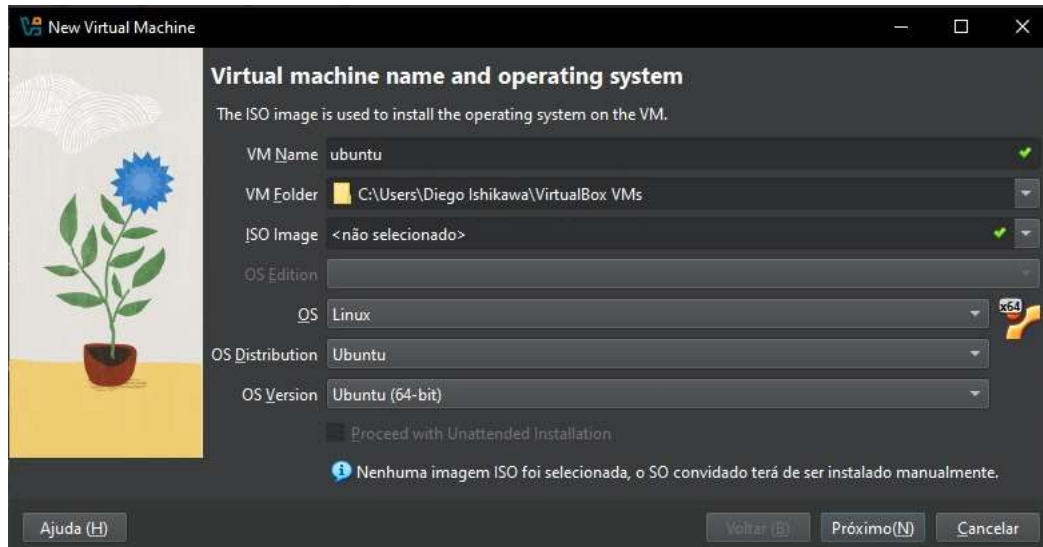 New Virtual Machine
Virtual machine name and operating system
The ISO image is used to install the operating system on the VM.
VM Name ubuntu
VM Folder C:\Users\Diego Ishikawa\VirtualBox VMs
ISO Image <não selecionado>
OS Edition
OS Linux
x64
OS Distribution Ubuntu
OS Version Ubuntu (64-bit)
Proceed with Unattended Installation
Nenhuma imagem ISO foi selecionada, o SO convidado terá de ser instalado manualmente.
Ajuda (H) Voltar (B) Próximo(N) Cancelar